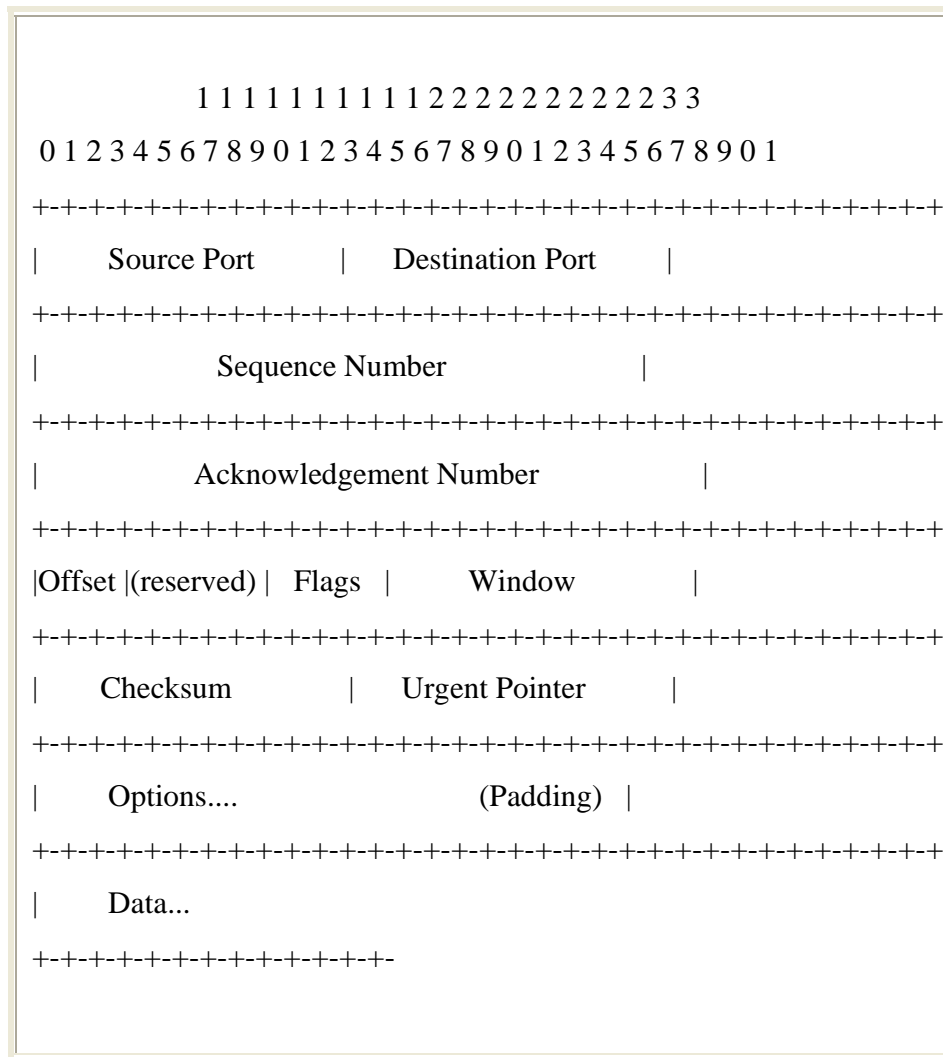 1 1 1 1 1 1 1 1 1 1 2 2 2 2 2 2 2 2 2 2 3 3
0 1 2 3 4 5 6 7 8 9 0 1 2 3 4 5 6 7 8 9 0 1 2 3 4 5 6 7 8 9 0 1
+-+-+-+-+-+-+-+-+-+-+-+-+-+-+-+-+-+-+-+-+-+-+-+-+-+-+-+-+-+-+-+-+
| Source Port | Destination Port |
+-+-+-+-+-+-+-+-+-+-+-+-+-+-+-+-+-+-+-+-+-+-+-+-+-+-+-+-+-+-+-+-+
| Sequence Number |
+-+-+-+-+-+-+-+-+-+-+-+-+-+-+-+-+-+-+-+-+-+-+-+-+-+-+-+-+-+-+-+-+
| Acknowledgement Number |
+-+-+-+-+-+-+-+-+-+-+-+-+-+-+-+-+-+-+-+-+-+-+-+-+-+-+-+-+-+-+-+-+
|Offset |(reserved) | Flags | Window |
+-+-+-+-+-+-+-+-+-+-+-+-+-+-+-+-+-+-+-+-+-+-+-+-+-+-+-+-+-+-+-+-+
| Checksum | Urgent Pointer |
+-+-+-+-+-+-+-+-+-+-+-+-+-+-+-+-+-+-+-+-+-+-+-+-+-+-+-+-+-+-+-+-+
| Options.... (Padding) |
+-+-+-+-+-+-+-+-+-+-+-+-+-+-+-+-+-+-+-+-+-+-+-+-+-+-+-+-+-+-+-+-+
| Data...
+-+-+-+-+-+-+-+-+-+-+-+-+-